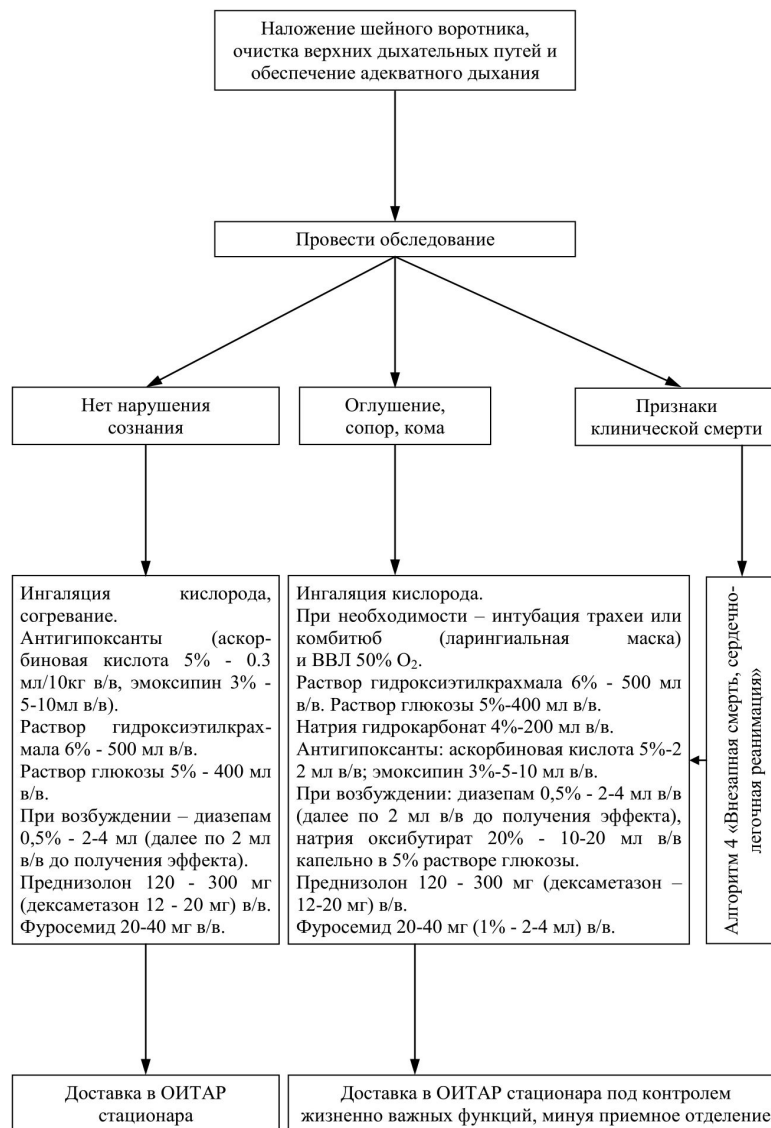 Наложение шейного воротника,
очистка верхних дыхательных путей и
обеспечение адекватного дыхания
Провести обследование
Нет нарушения
сознания
Оглушение,
сопор, кома
Признаки
клинической смерти
Ингаляция кислорода,
согревание.
Антигипоксанты (аскор-
биновая кислота 5% - 0.3
мл/10кг в/в, эмоксипин 3% -
5-10мл в/в).
Раствор гидроксиэтилкрах-
мала 6% - 500 мл в/в.
Раствор глюкозы 5% - 400 мл
в/в.
При возбуждении – диазепам
0,5% - 2-4 мл (далее по 2 мл
в/в до получения эффекта).
Преднизолон 120 - 300 мг
(дексаметазон 12 - 20 мг) в/в.
Фуросемид 20-40 мг в/в.
Ингаляция кислорода.
При необходимости – интубация трахеи или
комбитюб (ларингиальная маска)
и ВВЛ 50% О₂.
Раствор гидроксиэтилкрахмала 6% - 500 мл
в/в. Раствор глюкозы 5%-400 мл в/в.
Натрия гидрокарбонат 4%-200 мл в/в.
Антигипоксанты: аскорбиновая кислота 5%-2
2 мл в/в; эмоксипин 3%-5-10 мл в/в.
При возбуждении: диазепам 0,5% - 2-4 мл в/в
(далее по 2 мл в/в до получения эффекта),
натрия оксибутират 20% - 10-20 мл в/в
капельно в 5% растворе глюкозы.
Преднизолон 120 - 300 мг (дексаметазон –
12-20 мг) в/в.
Фуросемид 20-40 мг (1% - 2-4 мл) в/в.
Алгоритм 4 «Внезапная смерть, сердечно-
легочная реанимация»
Доставка в ОИТАР
стационара
Доставка в ОИТАР стационара под контролем
жизненно важных функций, минуя приемное отделение